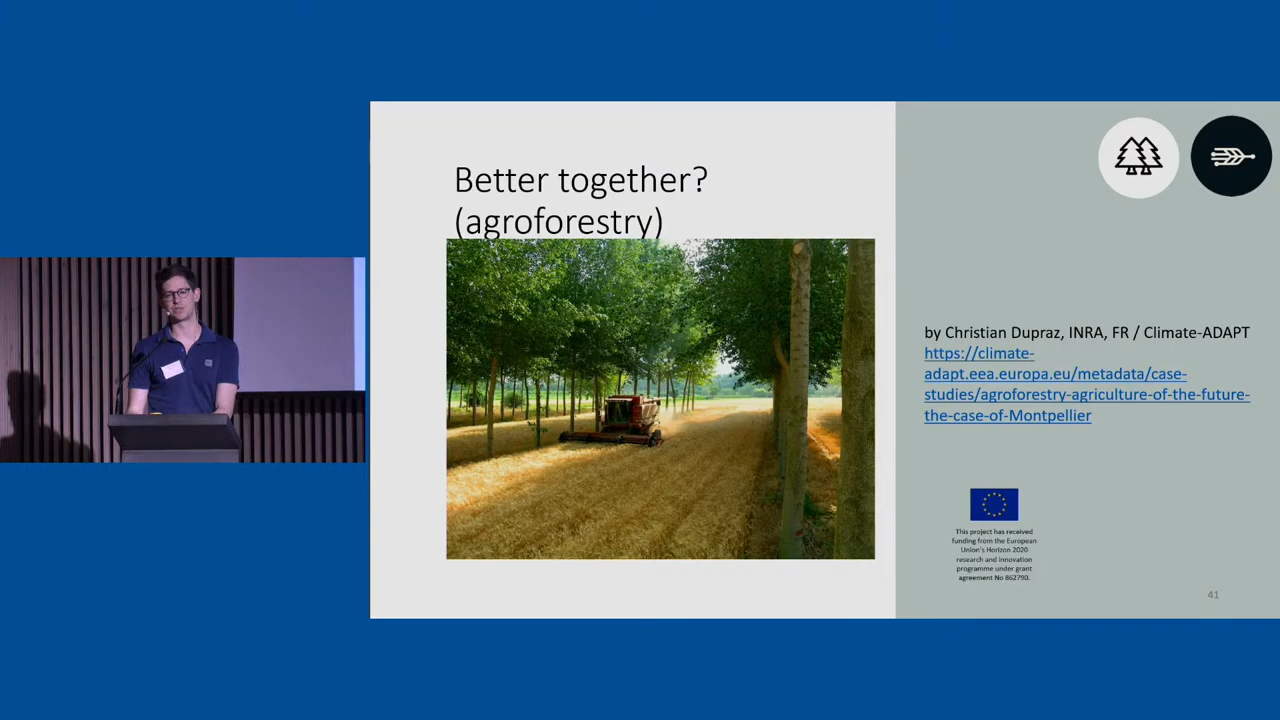 Better together?
(agroforestry)
by Christian Dupraz, INRA, FR / Climate-ADAPT
https://climate-
adapt.eea.europa.eu/metadata/case-
studies/agroforestry-agriculture-of-the-future-
the-case-of-Montpellier
This project has received
funding from the European
Union's Horizon 2020
research and innovation
programme under grant
agreement No 862790.
41